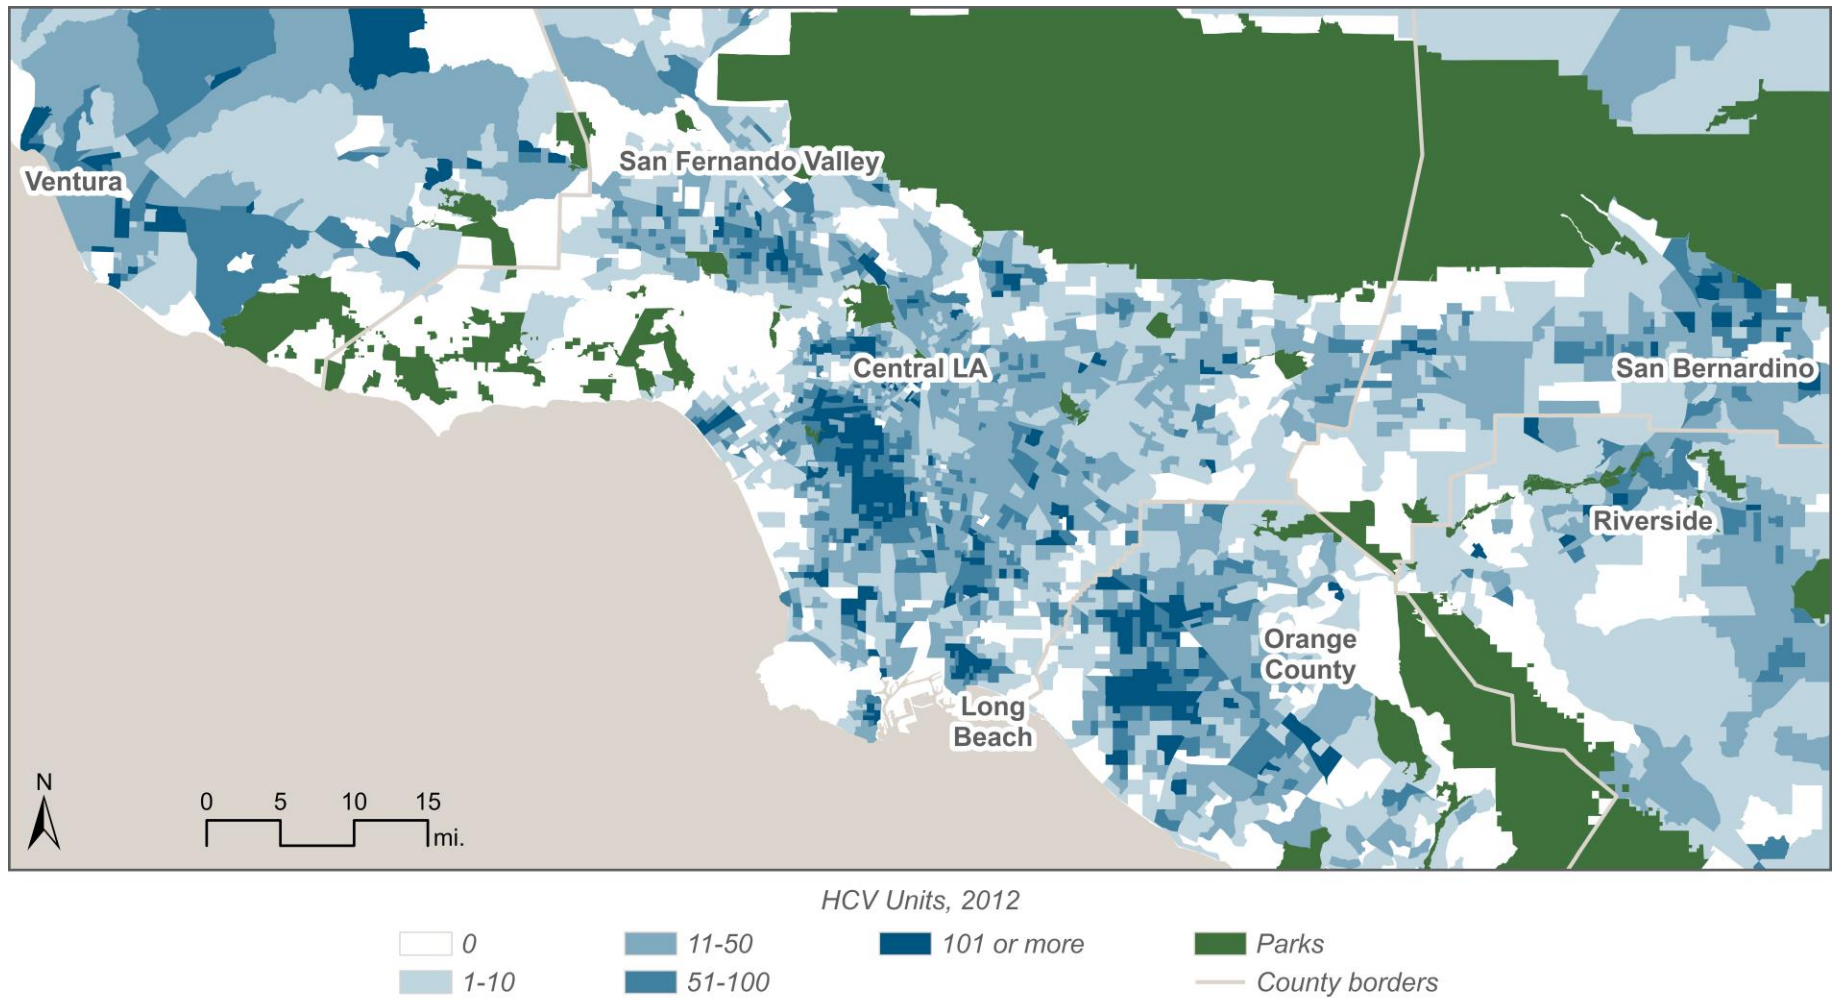 San Fernando Valley
Ventura
Central LA
San Bernardino
Riverside
Orange
County
Long
Beach
N
0 5 10 15
mi.
HCV Units, 2012
0 11-50 101 or more Parks
1-10 51-100 County borders